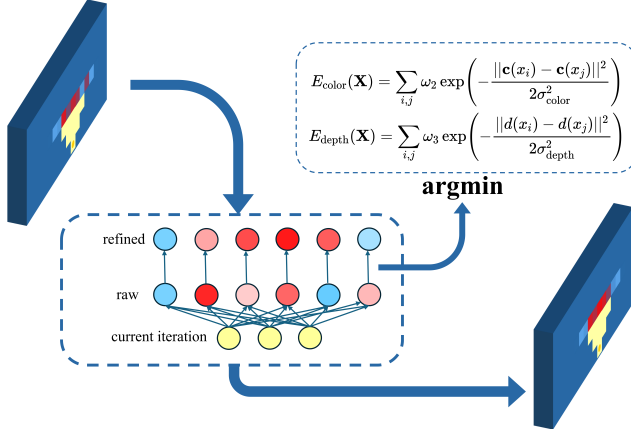 E_color(X) = ∑_{i,j} ω_2 exp(−||c(x_i) − c(x_j)||^2 / 2σ^2_color)
E_depth(X) = ∑_{i,j} ω_3 exp(−||d(x_i) − d(x_j)||^2 / 2σ^2_depth)
argmin
refined
raw
current iteration